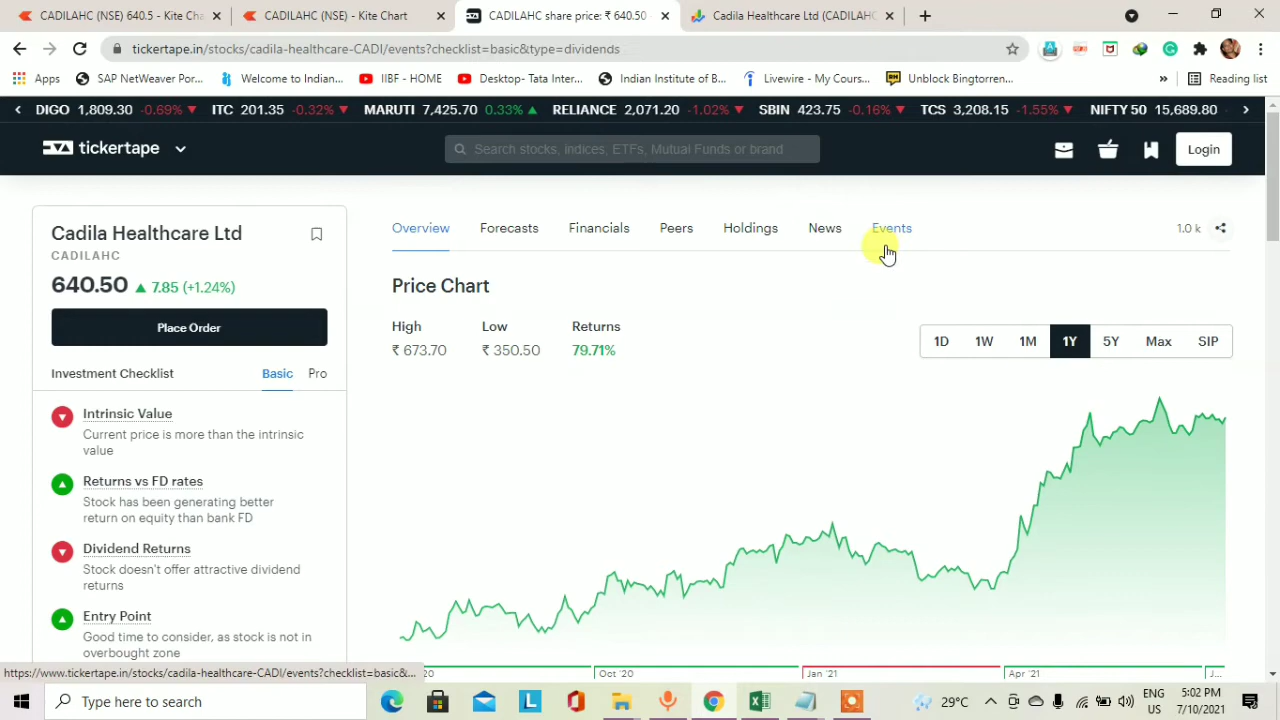 CADILAHC (NSE) 640.5 - Kite Cha
CADILAHC (NSE) - Kite Chart
CADILAHC share price: ₹ 640.50 -
Cadila Healthcare Ltd (CADILAHC
tickertape.in/stocks/cadila-healthcare-CADI/events?checklist=basic&type=dividends
Apps
SAP NetWeaver Por...
Welcome to Indian...
IIBF - HOME
Desktop- Tata Inter...
Indian Institute of B...
Livewire - My Cours...
Unblock Bingtorren...
»
Reading list
DIGO 1,809.30 -0.69% ▼ ITC 201.35 -0.32% ▼ MARUTI 7,425.70 0.33% ▲ RELIANCE 2,071.20 -1.02% ▼ SBIN 423.75 -0.16% ▼ TCS 3,208.15 -1.55% ▼ NIFTY 50 15,689.80
tickertape
Search stocks, indices, ETFs, Mutual Funds or brand
Login
Cadila Healthcare Ltd
CADILAHC
640.50 ▲ 7.85 (+1.24%)
Place Order
Investment Checklist Basic Pro
Intrinsic Value
Current price is more than the intrinsic
value
Returns vs FD rates
Stock has been generating better
return on equity than bank FD
Dividend Returns
Stock doesn't offer attractive dividend
returns
Entry Point
Good time to consider, as stock is not in
overbought zone
Overview Forecasts Financials Peers Holdings News Events 1.0 k
Price Chart
High Low Returns
₹ 673.70 ₹ 350.50 79.71%
1D 1W 1M 1Y 5Y Max SIP
20 Oct '20 Jan '21 Apr '21 J...
https://www.tickertape.in/stocks/cadila-healthcare-CADI/events?checklist=basic&...
Type here to search
29°C
ENG
US
5:02 PM
7/10/2021